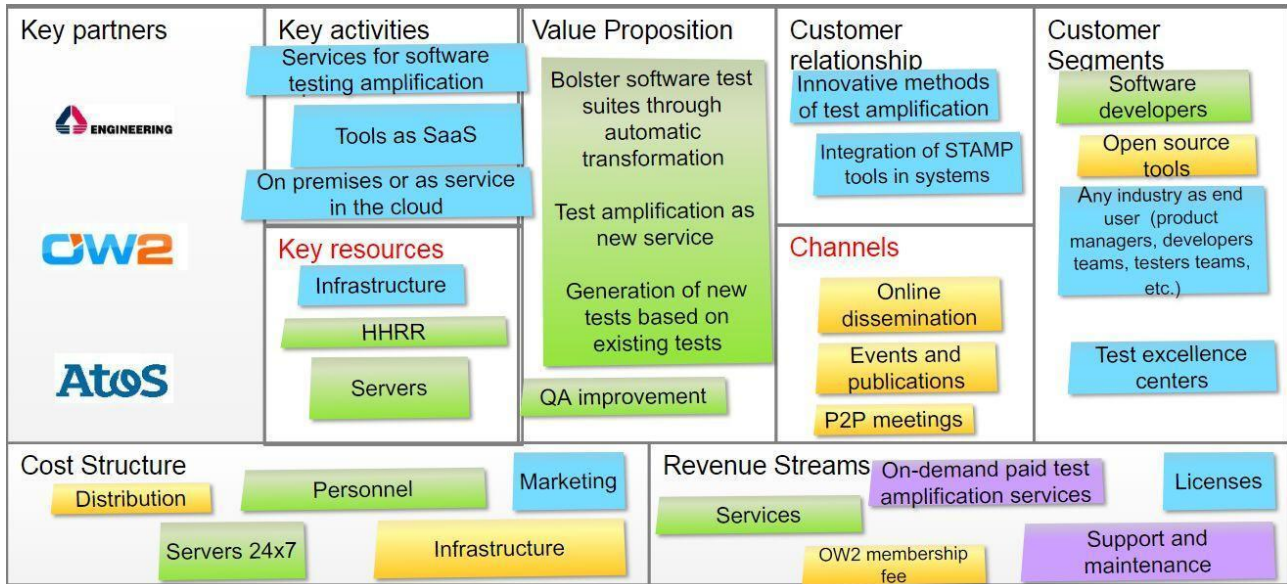 Key partners
ENGINEERING
OW2
Atos
Key activities
Services for software
testing amplification
Tools as SaaS
On premises or as service
in the cloud
Key resources
Infrastructure
HHRR
Servers
Value Proposition
Bolster software test
suites through
automatic
transformation
Test amplification as
new service
Generation of new
tests based on
existing tests
QA improvement
Customer
relationship
Innovative methods
of test amplification
Integration of STAMP
tools in systems
Channels
Online
dissemination
Events and
publications
P2P meetings
Customer
Segments
Software
developers
Open source
tools
Any industry as end
user (product
managers, developers
teams, testers teams,
etc.)
Test excellence
centers
Cost Structure
Distribution
Personnel
Marketing
Servers 24x7
Infrastructure
Revenue Streams
On-demand paid test
amplification services
Licenses
Services
OW2 membership
fee
Support and
maintenance